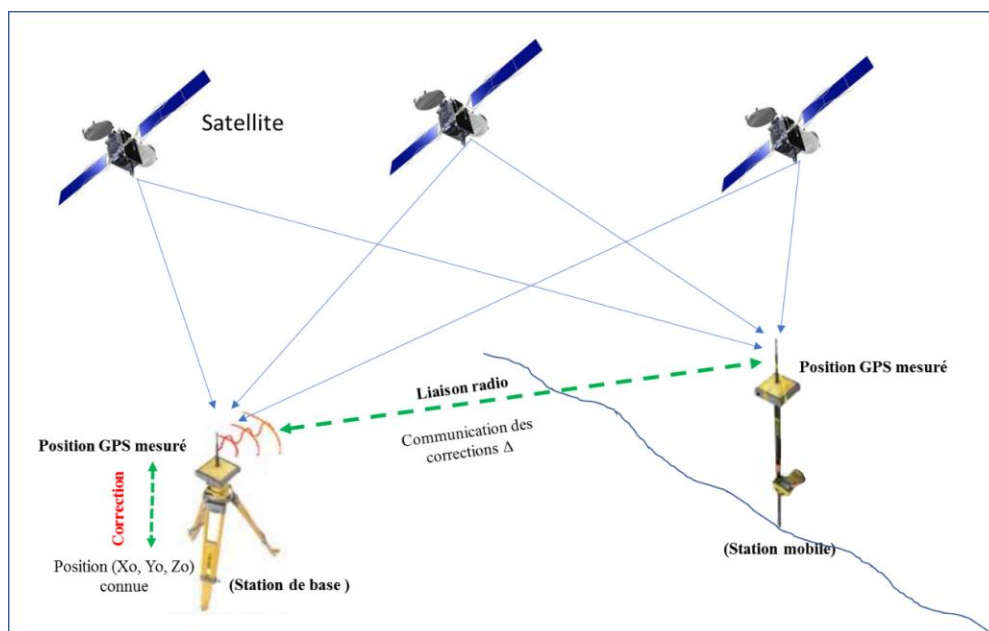 Satellite
Position GPS mesuré
Liaison radio
Communication des
corrections Δ
Position GPS mesuré
Correction
Position (Xo, Yo, Zo)
connue
(Station de base )
(Station mobile)